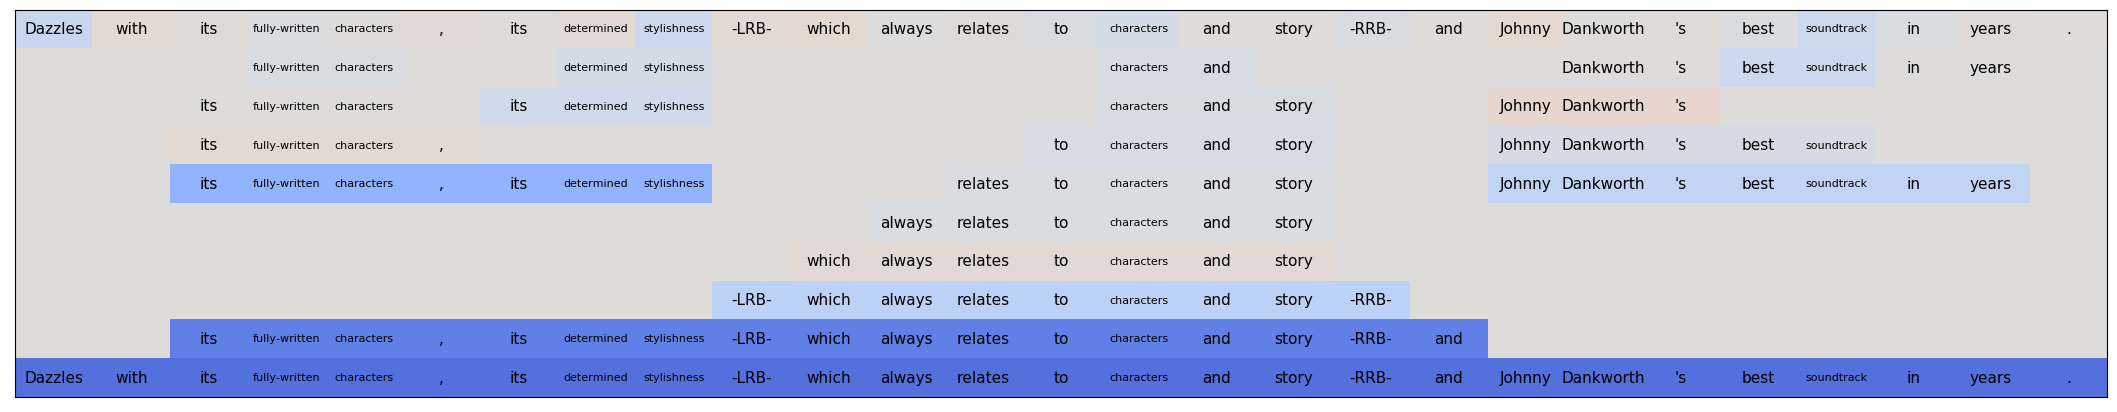 Dazzles with its fully-written characters , its determined stylishness -LRB- which always relates to characters and story -RRB- and Johnny Dankworth 's best soundtrack in years .
fully-written characters determined stylishness characters and Dankworth 's best soundtrack in years
its fully-written characters its determined stylishness characters and story Johnny Dankworth 's
its fully-written characters , to characters and story Johnny Dankworth 's best soundtrack
its fully-written characters , its determined stylishness relates to characters and story Johnny Dankworth 's best soundtrack in years
always relates to characters and story
which always relates to characters and story
-LRB- which always relates to characters and story -RRB-
its fully-written characters , its determined stylishness -LRB- which always relates to characters and story -RRB- and
Dazzles with its fully-written characters , its determined stylishness -LRB- which always relates to characters and story -RRB- and Johnny Dankworth 's best soundtrack in years .